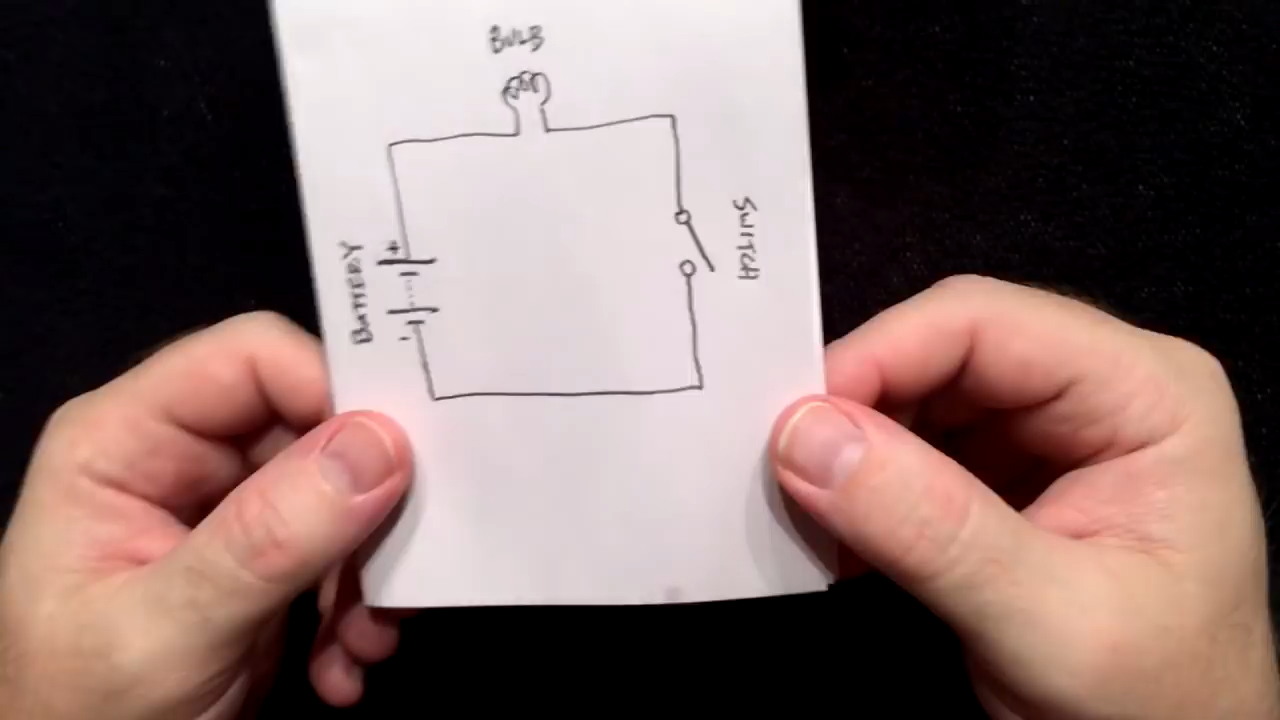 BULB
SWITCH
BATTERY
+
-